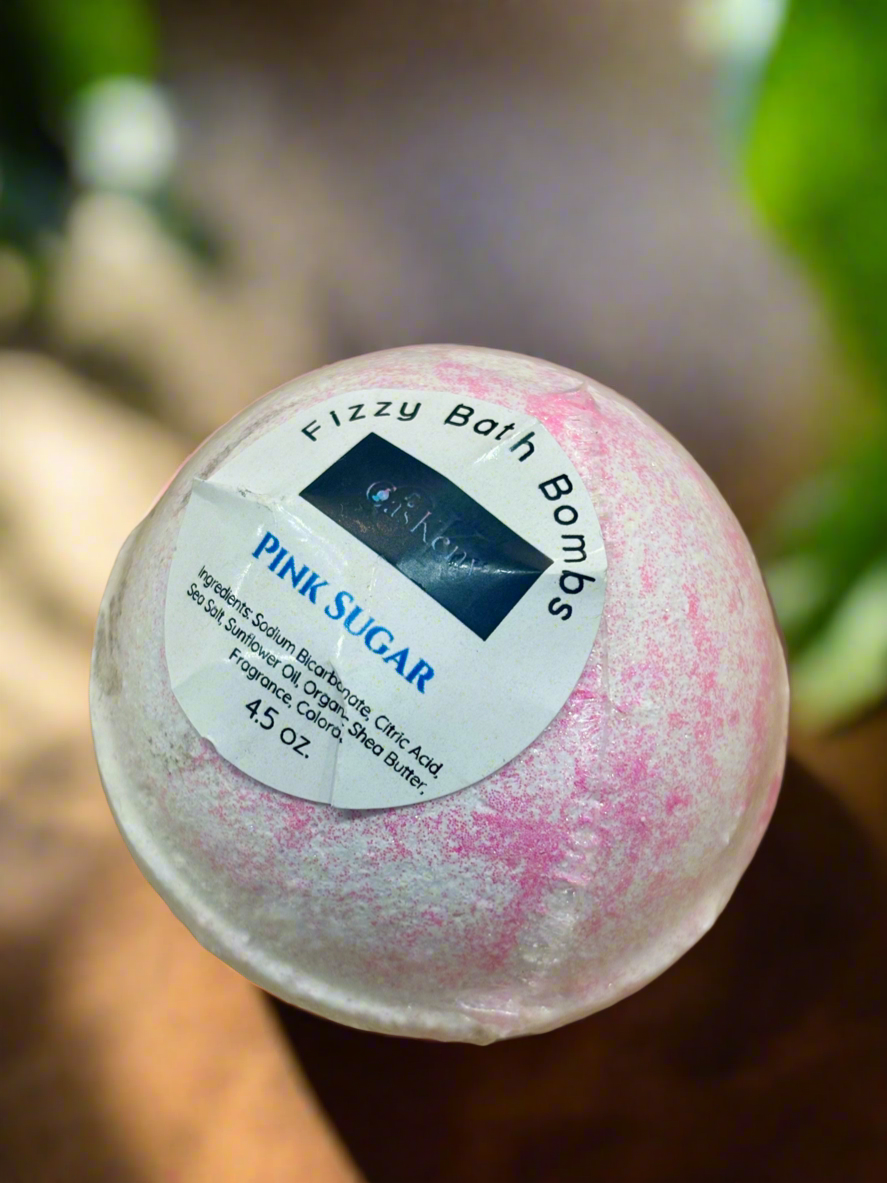 Fizzy Bath Bombs
PINK SUGAR
Ingredients: Sodium Bicarbonate, Citric Acid,
Sea Salt, Sunflower Oil, Organic Shea Butter,
Fragrance, Colora
4.5 OZ.